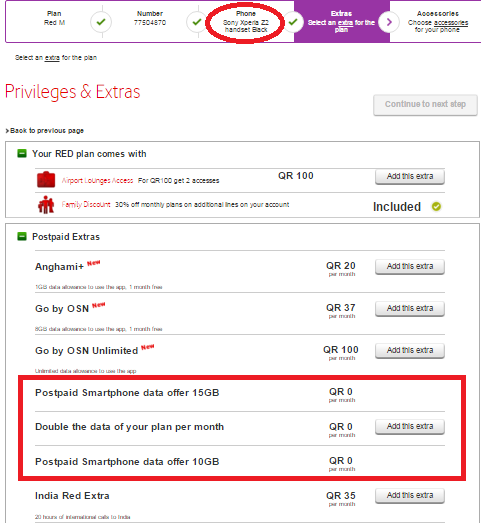 Plan
Red M
Number
77504870
Phone
Sony Xperia Z2
handset Back
Extras
Select an extra for the
plan
Accessories
Choose accessories
for your phone
Select an extra for the plan
Privileges & Extras
Continue to next step
Back to previous page
Your RED plan comes with
Airport Lounges Access For QR100 get 2 accesses
QR 100
Add this extra
Family Discount 30% off monthly plans on additional lines on your account
Included
Postpaid Extras
Anghami+ New
QR 20
per month
Add this extra
1GB data allowance to use the app, 1 month free
Go by OSN New
QR 37
per month
Add this extra
8GB data allowance to use the app, 1 month free
Go by OSN Unlimited New
QR 100
per month
Add this extra
Unlimited data allowance to use the app
Postpaid Smartphone data offer 15GB
QR 0
per month
Double the data of your plan per month
QR 0
per month
Add this extra
Postpaid Smartphone data offer 10GB
QR 0
per month
India Red Extra
QR 35
per month
Add this extra
20 hours of international calls to India